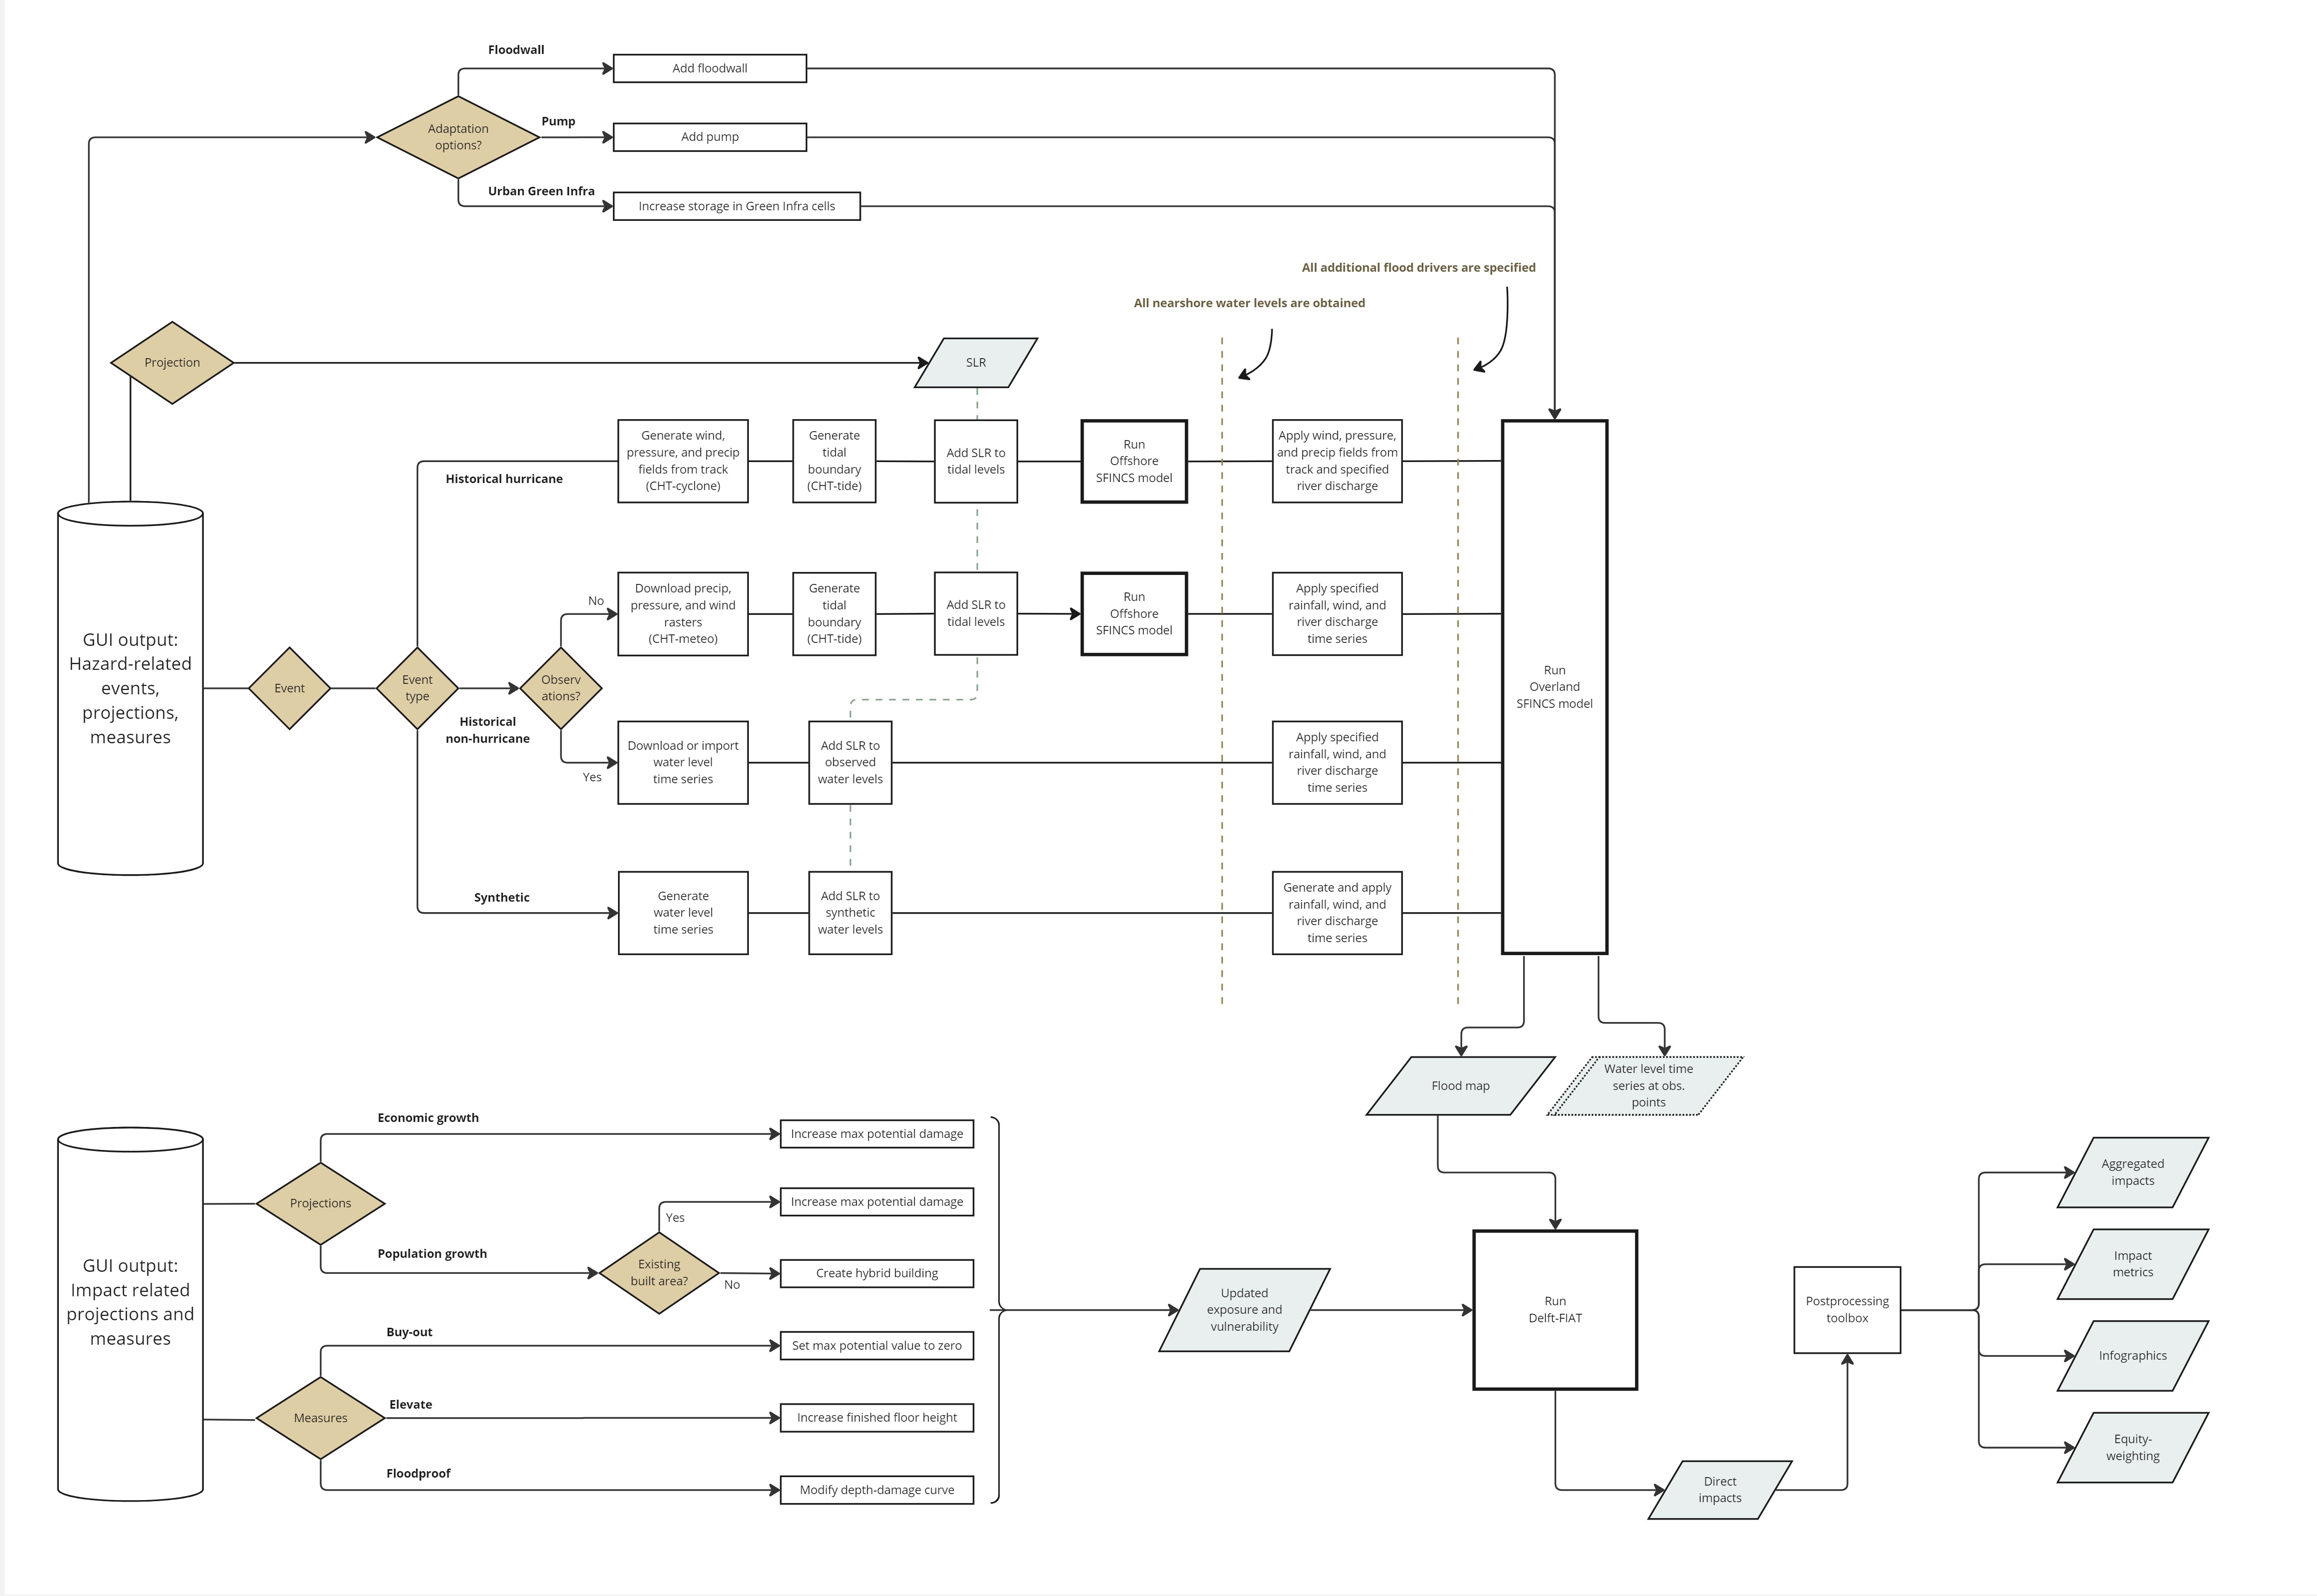 Floodwall
Add floodwall
Adaptation
options?
Pump
Add pump
Urban Green Infra
Increase storage in Green Infra cells
All additional flood drivers are specified
All nearshore water levels are obtained
Projection
SLR
Historical hurricane
Generate wind,
pressure, and precip
fields from track
(CHT-cyclone)
Generate
tidal
boundary
(CHT-tide)
Add SLR to
tidal levels
Run
Offshore
SFINCS model
Apply wind, pressure,
and precip fields from
track and specified
river discharge
GUI output:
Hazard-related
events,
projections,
measures
Event
Event
type
Historical
non-hurricane
Observ
ations?
No
Download precip,
pressure, and wind
rasters
(CHT-meteo)
Generate
tidal
boundary
(CHT-tide)
Add SLR to
tidal levels
Run
Offshore
SFINCS model
Apply specified
rainfall, wind, and
river discharge
time series
Run
Overland
SFINCS model
Yes
Download or import
water level
time series
Add SLR to
observed
water levels
Apply specified
rainfall, wind, and
river discharge
time series
Synthetic
Generate
water level
time series
Add SLR to
synthetic
water levels
Generate and apply
rainfall, wind, and
river discharge
time series
Flood map
Water level time
series at obs.
points
GUI output:
Impact related
projections and
measures
Projections
Economic growth
Increase max potential damage
Population growth
Existing
built area?
Yes
Increase max potential damage
No
Create hybrid building
Measures
Buy-out
Set max potential value to zero
Elevate
Increase finished floor height
Floodproof
Modify depth-damage curve
Updated
exposure and
vulnerability
Run
Delft-FIAT
Direct
impacts
Postprocessing
toolbox
Aggregated
impacts
Impact
metrics
Infographics
Equity-
weighting